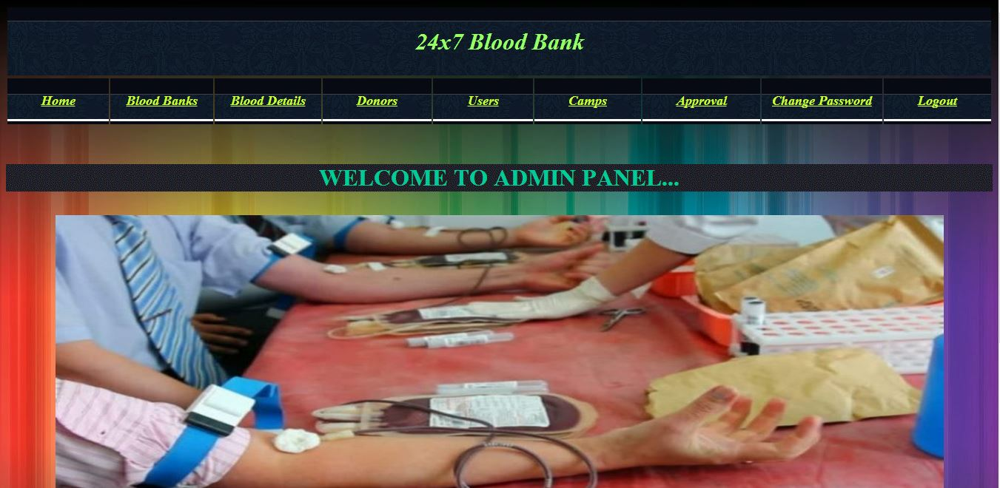 24x7 Blood Bank
Home Blood Banks Blood Details Donors Users Camps Approval Change Password Logout
WELCOME TO ADMIN PANEL...